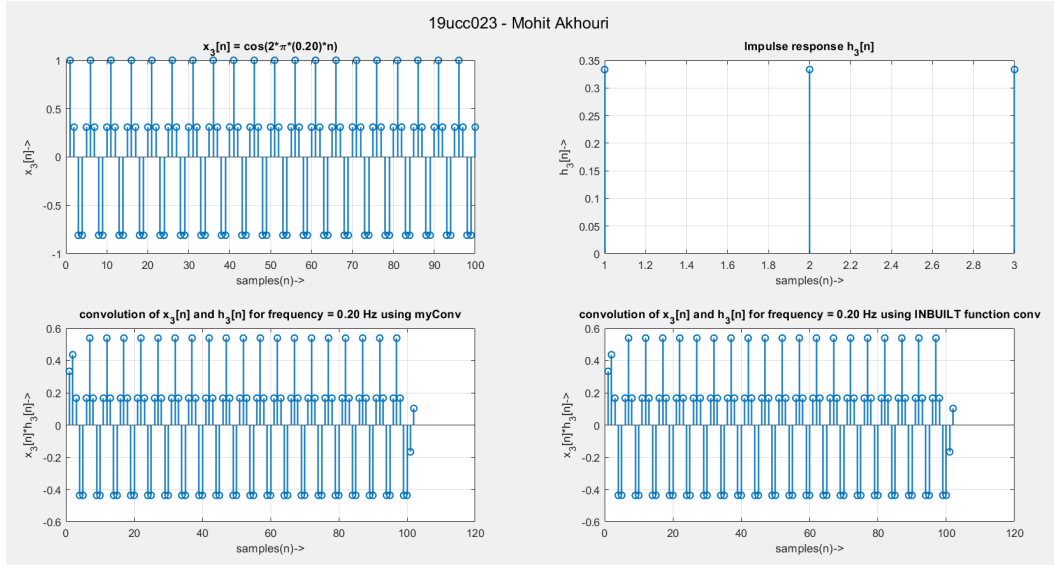 19ucc023 - Mohit Akhouri
x3[n] = cos(2*π*(0.20)*n)
1
0.5
0
-0.5
-1
x3[n]->
0 10 20 30 40 50 60 70 80 90 100
samples(n)->
Impulse response h3[n]
0.35
0.3
0.25
0.2
0.15
0.1
0.05
0
h3[n]->
1 1.2 1.4 1.6 1.8 2 2.2 2.4 2.6 2.8 3
samples(n)->
convolution of x3[n] and h3[n] for frequency = 0.20 Hz using myConv
0.6
0.4
0.2
0
-0.2
-0.4
-0.6
x3[n]*h3[n]->
0 20 40 60 80 100 120
samples(n)->
convolution of x3[n] and h3[n] for frequency = 0.20 Hz using INBUILT function conv
0.6
0.4
0.2
0
-0.2
-0.4
-0.6
x3[n]*h3[n]->
0 20 40 60 80 100 120
samples(n)->